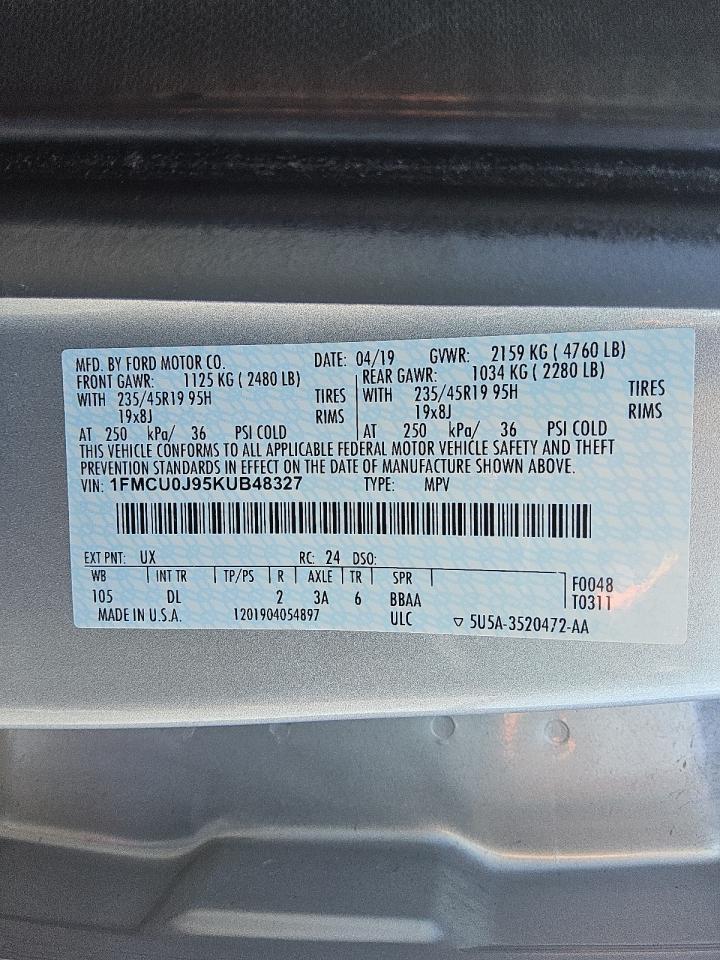 MFD. BY FORD MOTOR CO. DATE: 04/19 GVWR: 2159 KG ( 4760 LB)
FRONT GAWR: 1125 KG ( 2480 LB) REAR GAWR: 1034 KG ( 2280 LB)
WITH 235/45R19 95H TIRES WITH 235/45R19 95H TIRES
19x8J RIMS 19x8J RIMS
AT 250 kPa/ 36 PSI COLD AT 250 kPa/ 36 PSI COLD
THIS VEHICLE CONFORMS TO ALL APPLICABLE FEDERAL MOTOR VEHICLE SAFETY AND THEFT
PREVENTION STANDARDS IN EFFECT ON THE DATE OF MANUFACTURE SHOWN ABOVE.
VIN: 1FMCU0J95KUB48327 TYPE: MPV
EXT PNT: UX RC: 24 DSO:
WB INT TR TP/PS R AXLE TR SPR F0048
105 DL 2 3A 6 BBAA T0311
MADE IN U.S.A. 1201904054897 ULC ▽ 5U5A-3520472-AA